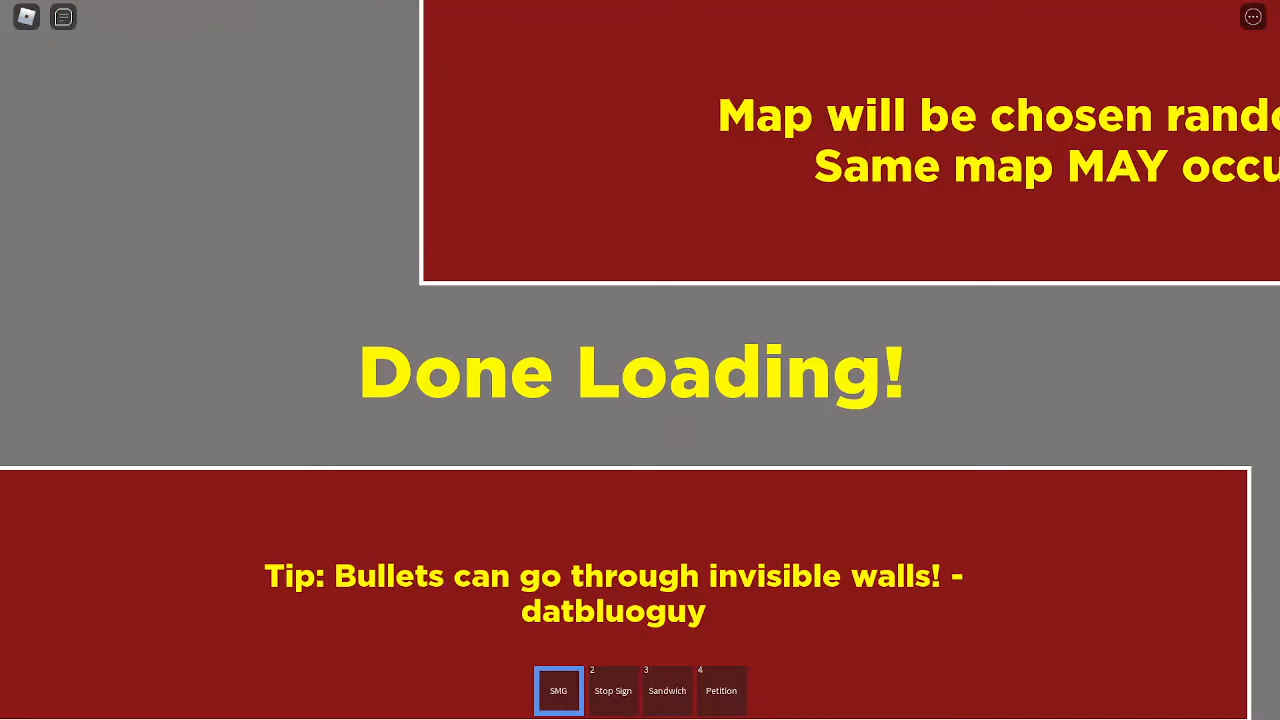 Map will be chosen rando
Same map MAY occu
Done Loading!
Tip: Bullets can go through invisible walls! -
datbluoguy
2
3
4
SMG
Stop Sign
Sandwich
Petition